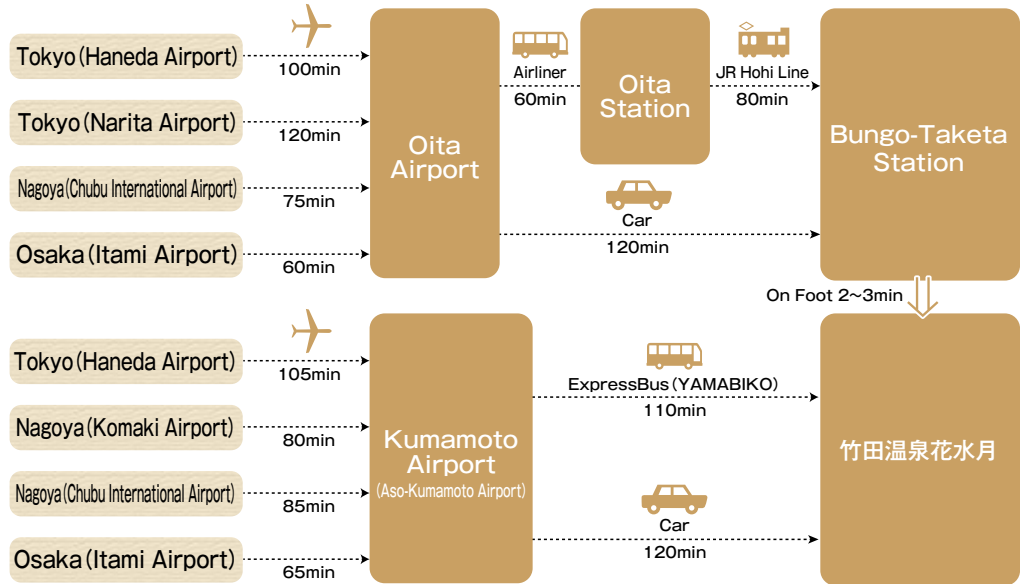 Tokyo(Haneda Airport)
100min
Tokyo(Narita Airport)
120min
Nagoya(Chubu International Airport)
75min
Osaka(Itami Airport)
60min
Oita
Airport
Airliner
60min
Oita
Station
JR Hohi Line
80min
Car
120min
Bungo-Taketa
Station
On Foot 2~3min
Tokyo(Haneda Airport)
105min
Nagoya(Komaki Airport)
80min
Nagoya(Chubu International Airport)
85min
Osaka(Itami Airport)
65min
Kumamoto
Airport
(Aso-Kumamoto Airport)
ExpressBus(YAMABIKO)
110min
Car
120min
竹田温泉花水月